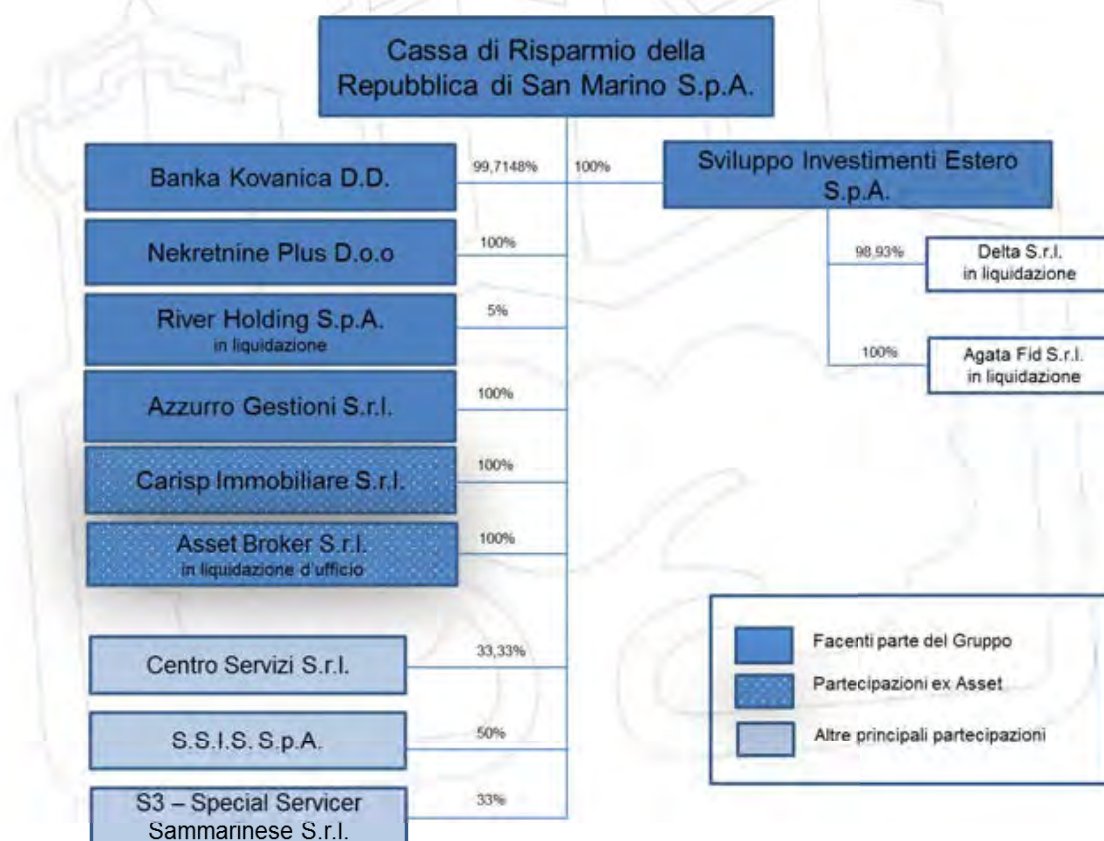 Cassa di Risparmio della
Repubblica di San Marino S.p.A.
Banka Kovanica D.D.
99,7148%
100%
Sviluppo Investimenti Estero
S.p.A.
Nekretnine Plus D.o.o
100%
98,93%
Delta S.r.l.
in liquidazione
River Holding S.p.A.
in liquidazione
5%
100%
Agata Fid S.r.l.
in liquidazione
Azzurro Gestioni S.r.l.
100%
Carisp Immobiliare S.r.l.
100%
Asset Broker S.r.l.
in liquidazione d'ufficio
100%
Centro Servizi S.r.l.
33,33%
S.S.I.S. S.p.A.
50%
S3 – Special Servicer
Sammarinese S.r.l.
33%
Facenti parte del Gruppo
Partecipazioni ex Asset
Altre principali partecipazioni